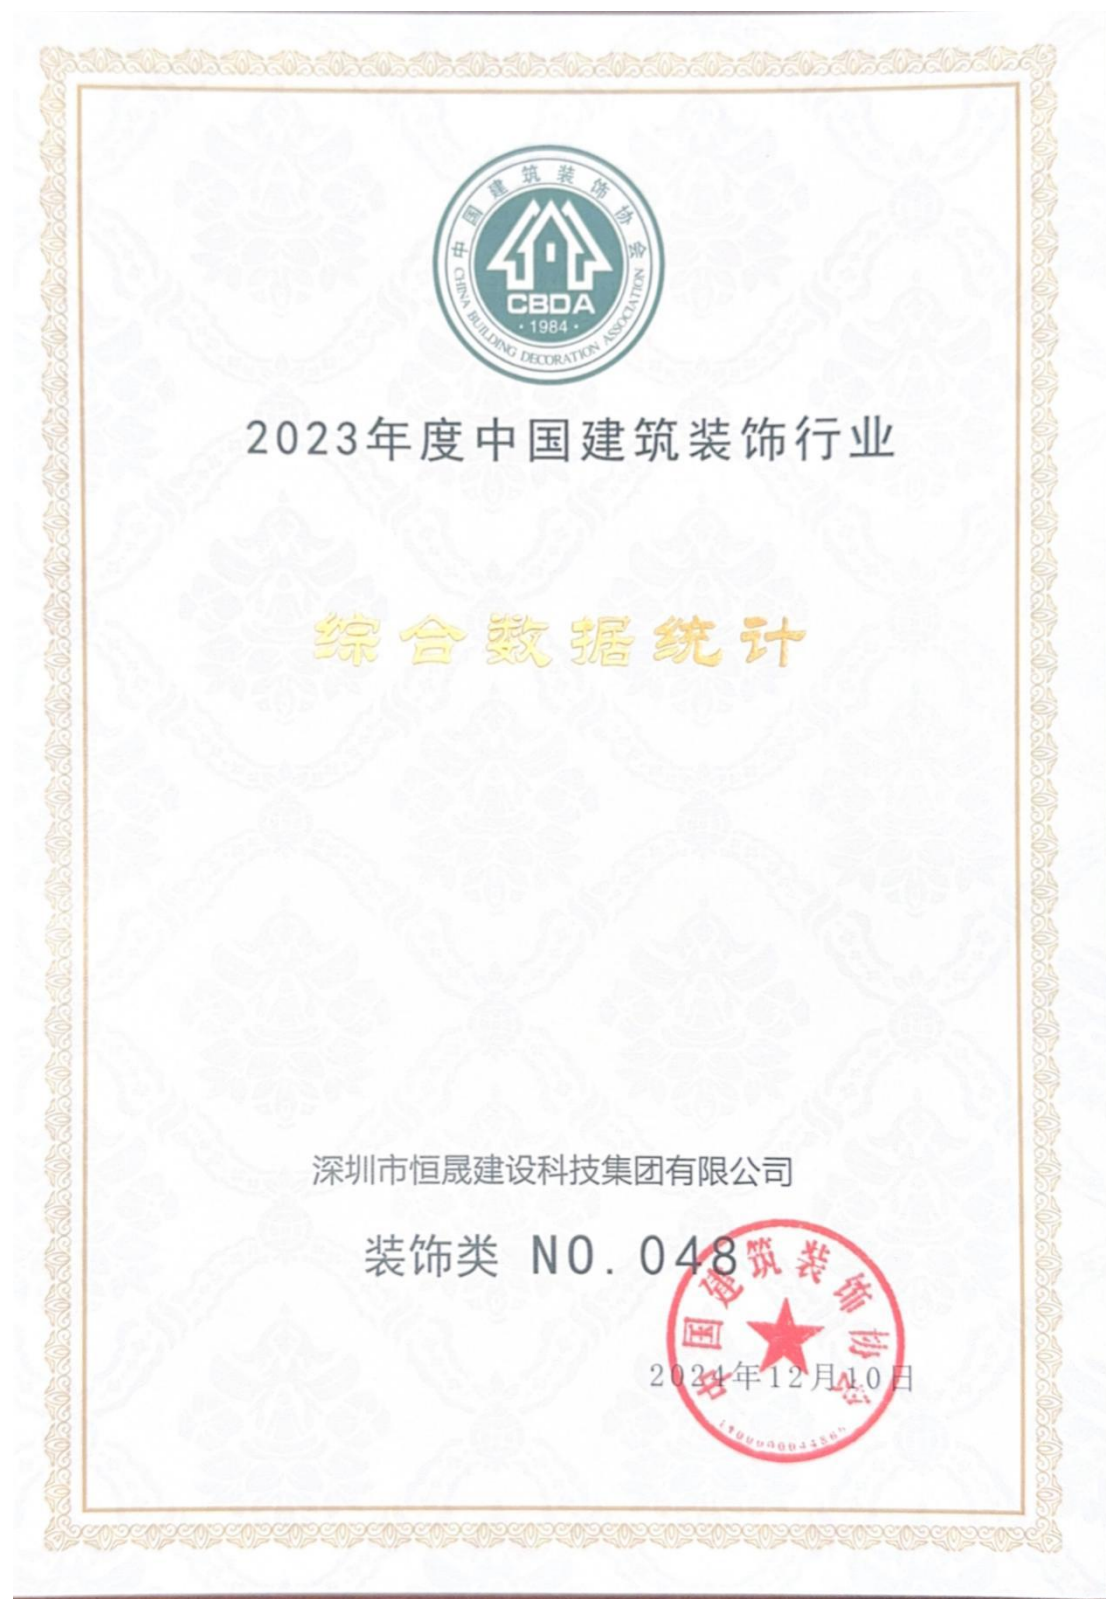 中国建筑装饰协会
CHINA BUILDING DECORATION ASSOCIATION
CBDA
·1984·
2023年度中国建筑装饰行业
综合数据统计
深圳市恒晟建设科技集团有限公司
装饰类 NO.048
中国建筑装饰协会
2024年12月10日